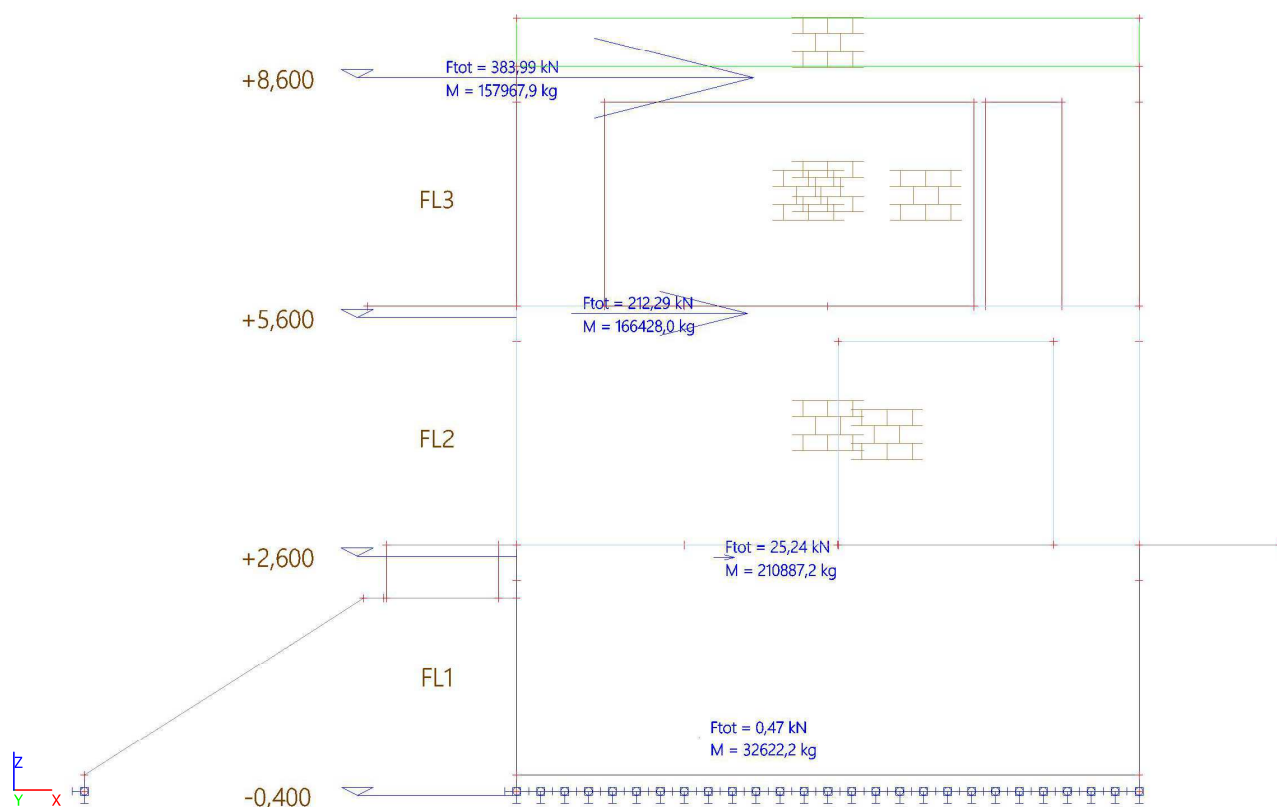 Ftot = 383,99 kN
+8,600
M = 157967,9 kg
FL3
Ftot = 212,29 kN
+5,600
M = 166428,0 kg
FL2
Ftot = 25,24 kN
+2,600
M = 210887,2 kg
FL1
Ftot = 0,47 kN
M = 32622,2 kg
Z
Y X
-0,400